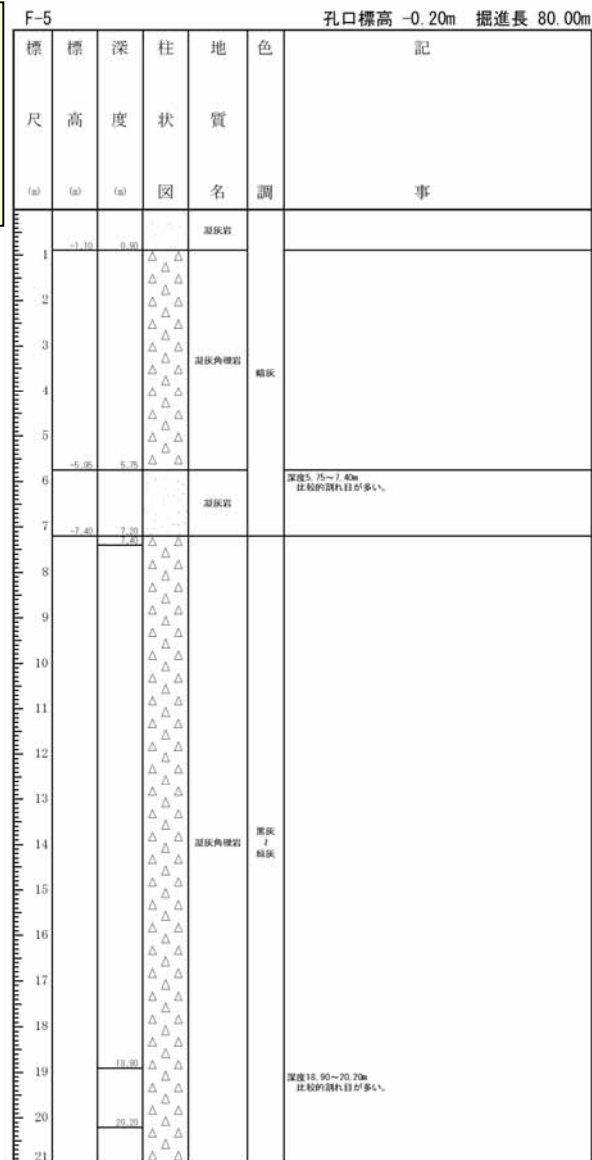 F-5 孔口標高 -0.20m 掘進長 80.00m
標尺(m) 標高(m) 深度(m) 柱状図 地質名 色調 記事
凝灰岩
-1.10 0.90
1
2
3
凝灰角礫岩
暗灰
4
5
-5.95 5.75
深度5.75~7.40m
比較的割れ目が多い。
6
凝灰岩
7
-7.40 7.20
7.40
8
9
10
11
12
13
14
凝灰角礫岩
黒灰
~
暗灰
15
16
17
18
18.90
19
深度18.90~20.20m
比較的割れ目が多い。
20
20.20
21